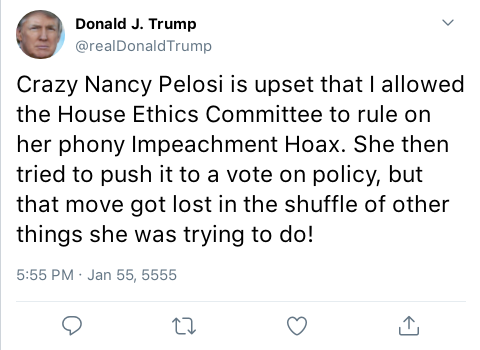 Donald J. Trump
@realDonaldTrump
Crazy Nancy Pelosi is upset that I allowed
the House Ethics Committee to rule on
her phony Impeachment Hoax. She then
tried to push it to a vote on policy, but
that move got lost in the shuffle of other
things she was trying to do!
5:55 PM · Jan 55, 5555